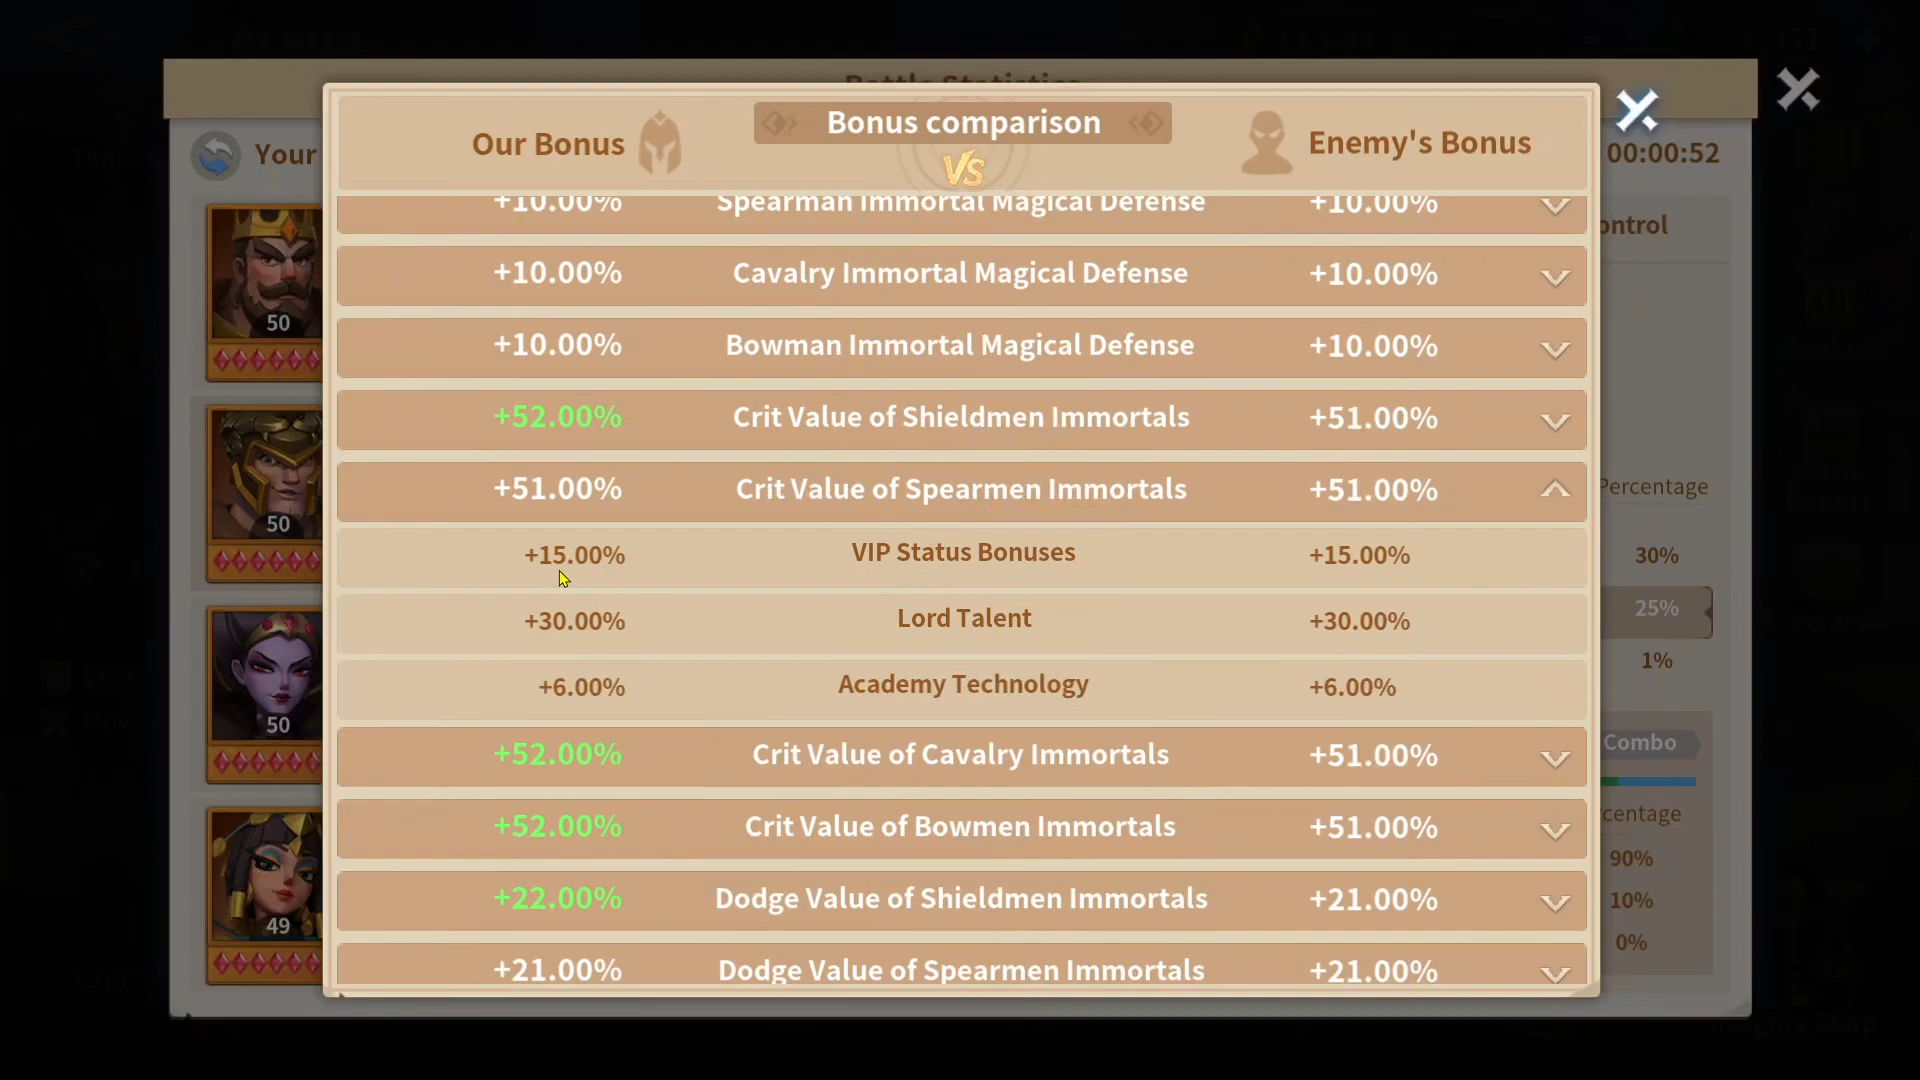 Battle Statistics
Bonus comparison
Our Bonus
VS
Enemy's Bonus
Your
00:00:52
+10.00% Spearman Immortal Magical Defense +10.00%
ontrol
+10.00% Cavalry Immortal Magical Defense +10.00%
50
+10.00% Bowman Immortal Magical Defense +10.00%
+52.00% Crit Value of Shieldmen Immortals +51.00%
+51.00% Crit Value of Spearmen Immortals +51.00%
Percentage
50
+15.00% VIP Status Bonuses +15.00%
30%
+30.00% Lord Talent +30.00%
25%
+6.00% Academy Technology +6.00%
1%
50
+52.00% Crit Value of Cavalry Immortals +51.00%
Combo
+52.00% Crit Value of Bowmen Immortals +51.00%
centage
90%
+22.00% Dodge Value of Shieldmen Immortals +21.00%
10%
49
0%
+21.00% Dodge Value of Spearmen Immortals +21.00%